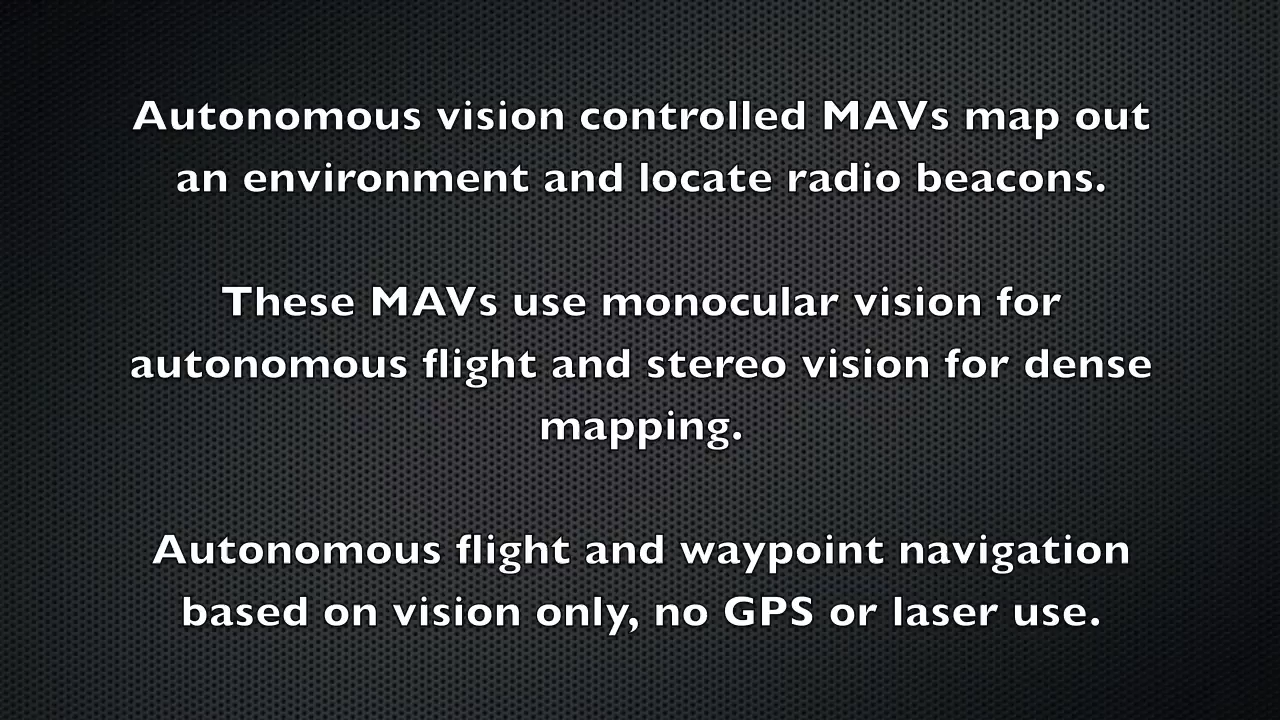 Autonomous vision controlled MAVs map out
an environment and locate radio beacons.
These MAVs use monocular vision for
autonomous flight and stereo vision for dense
mapping.
Autonomous flight and waypoint navigation
based on vision only, no GPS or laser use.